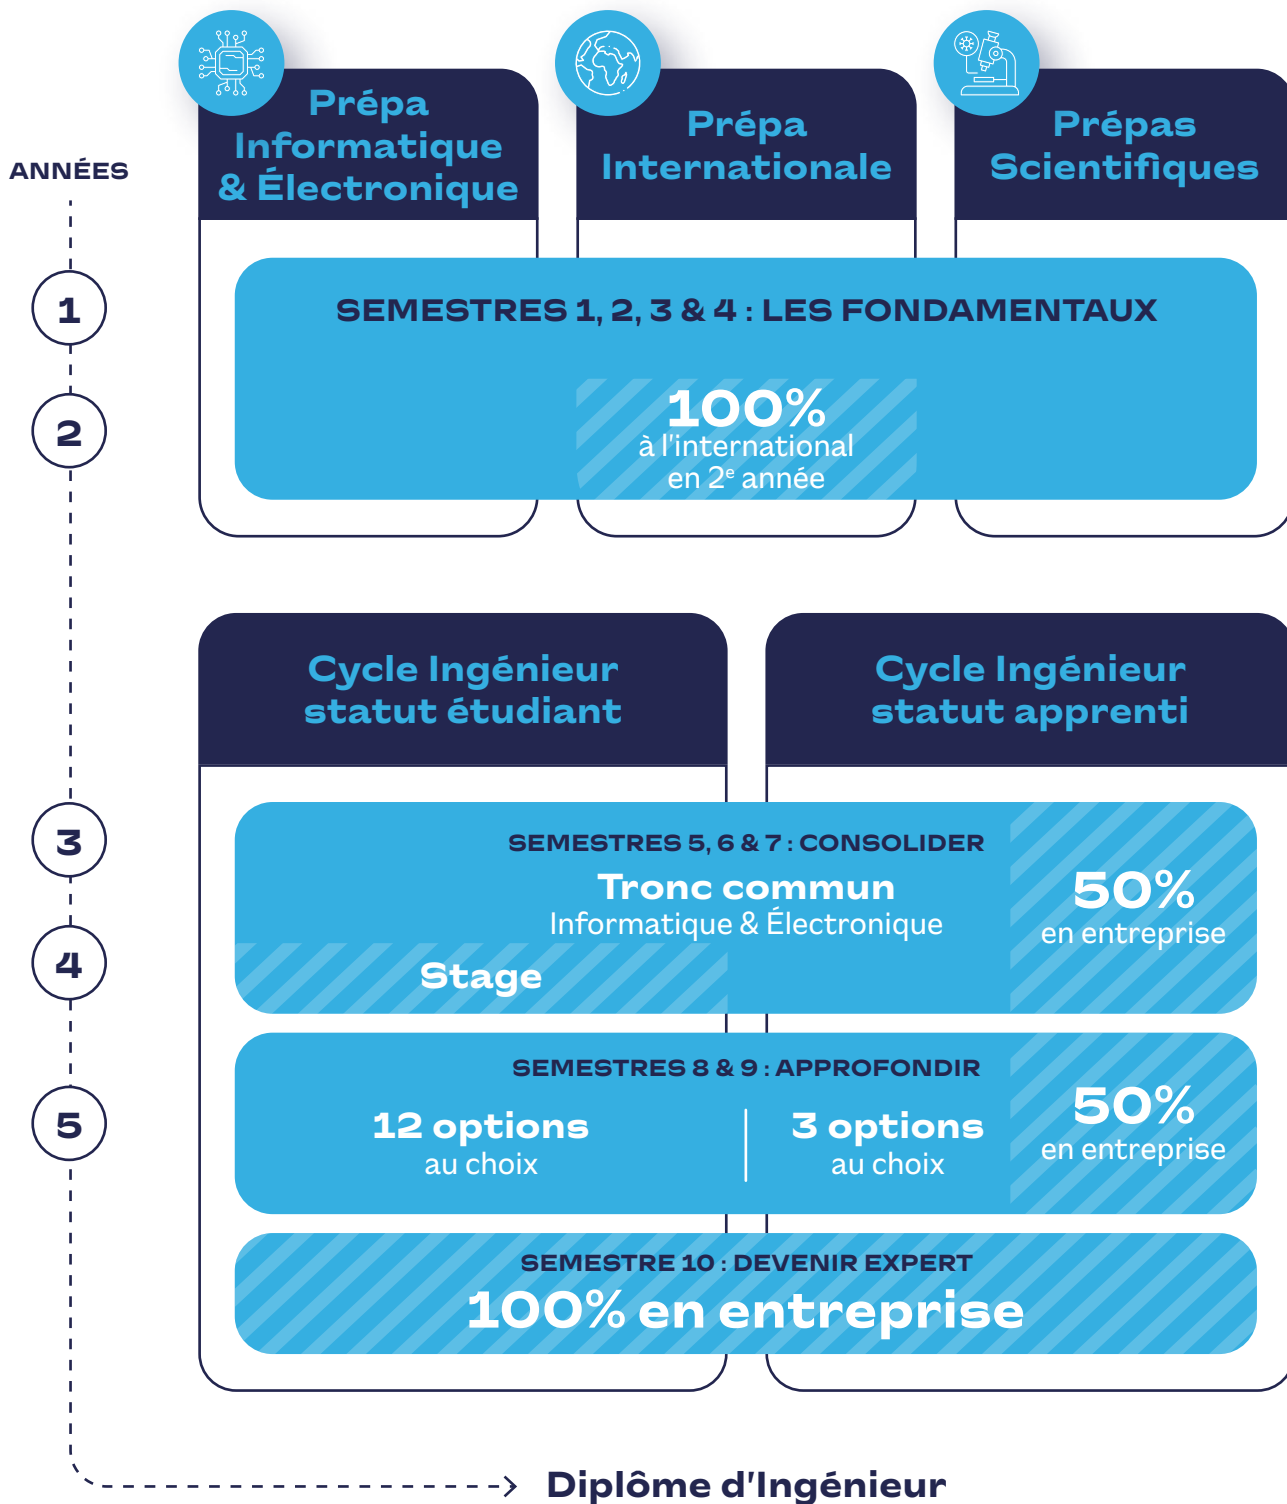 ANNÉES
Prépa
Informatique
& Électronique
Prépa
Internationale
Prépas
Scientifiques
1
SEMESTRES 1, 2, 3 & 4 : LES FONDAMENTAUX
2
100%
à l'international
en 2e année
Cycle Ingénieur
statut étudiant
Cycle Ingénieur
statut apprenti
3
SEMESTRES 5, 6 & 7 : CONSOLIDER
Tronc commun
Informatique & Électronique
50%
en entreprise
4
Stage
SEMESTRES 8 & 9 : APPROFONDIR
5
12 options
au choix
3 options
au choix
50%
en entreprise
SEMESTRE 10 : DEVENIR EXPERT
100% en entreprise
Diplôme d'Ingénieur